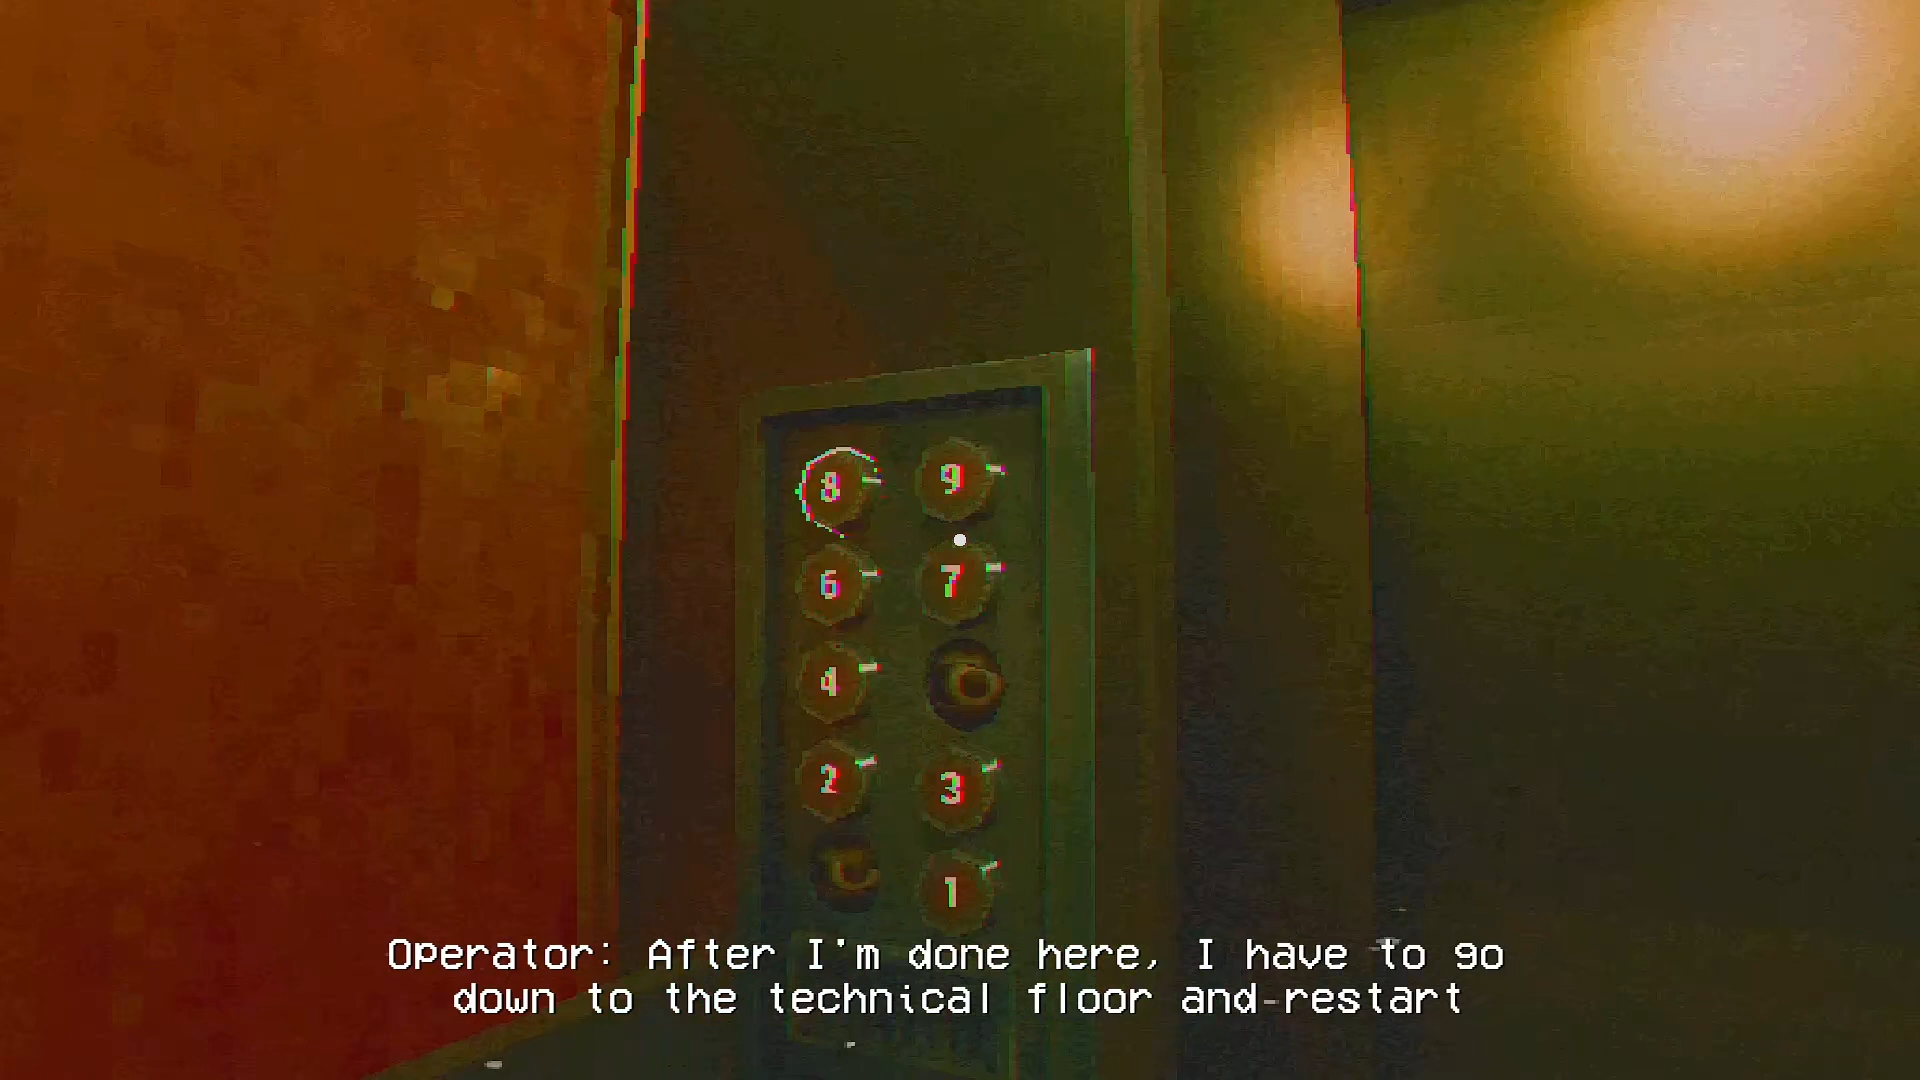 8 9
6 7
4
2 3
1
Operator: After I'm done here, I have to go
down to the technical floor and restart